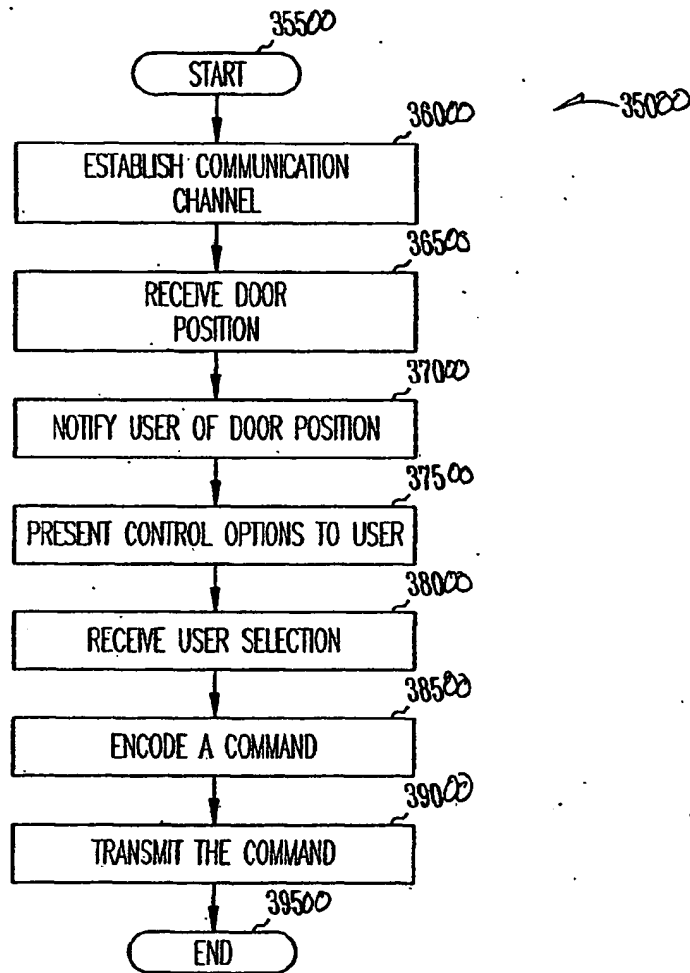 35500
START
35000
36000
ESTABLISH COMMUNICATION
CHANNEL
36500
RECEIVE DOOR
POSITION
37000
NOTIFY USER OF DOOR POSITION
37500
PRESENT CONTROL OPTIONS TO USER
38000
RECEIVE USER SELECTION
38500
ENCODE A COMMAND
39000
TRANSMIT THE COMMAND
39500
END